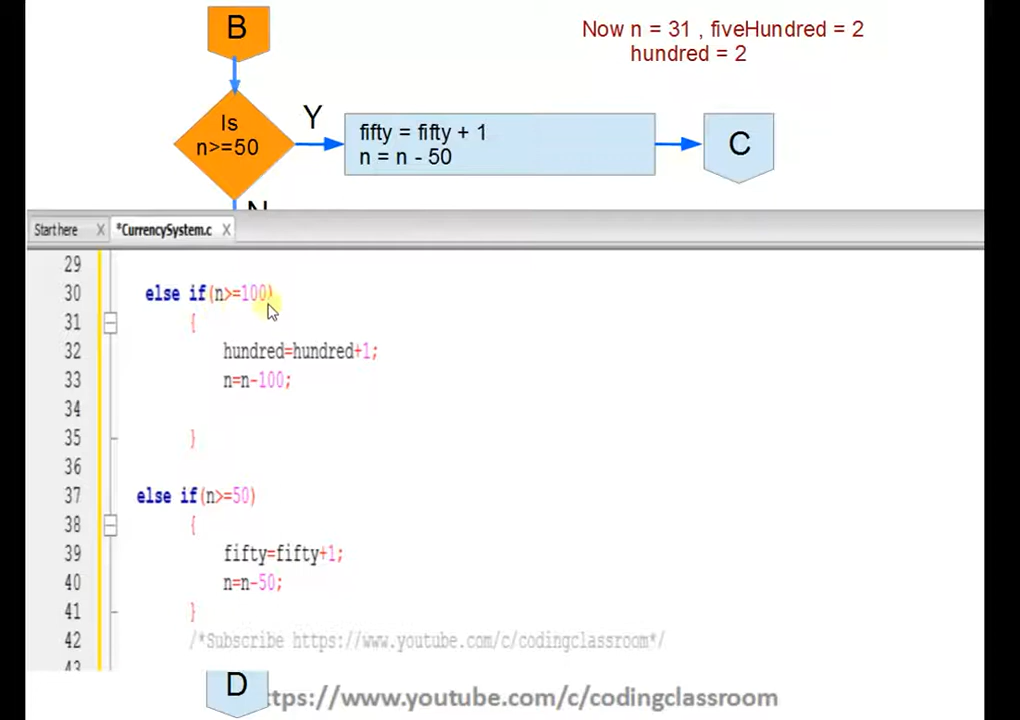 B
Now n = 31 , fiveHundred = 2
hundred = 2
Is
n>=50
Y
fifty = fifty + 1
n = n - 50
C
N
Start here X *CurrencySystem.c X
29
30 else if(n>=100)
31 {
32 hundred=hundred+1;
33 n=n-100;
34
35 }
36
37 else if(n>=50)
38 {
39 fifty=fifty+1;
40 n=n-50;
41 }
42 /*Subscribe https://www.youtube.com/c/codingclassroom*/
43
D
ttps://www.youtube.com/c/codingclassroom